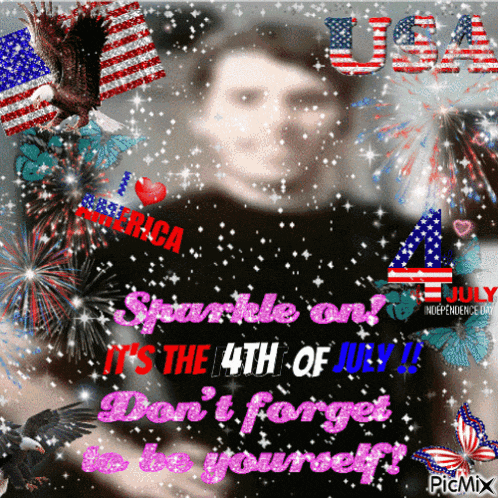 USA
I
AMERICA
4
JULY
INDEPENDENCE DAY
Sparkle on!
IT'S THE 4TH OF JULY !!
Don't forget
to be yourself!
PicMix